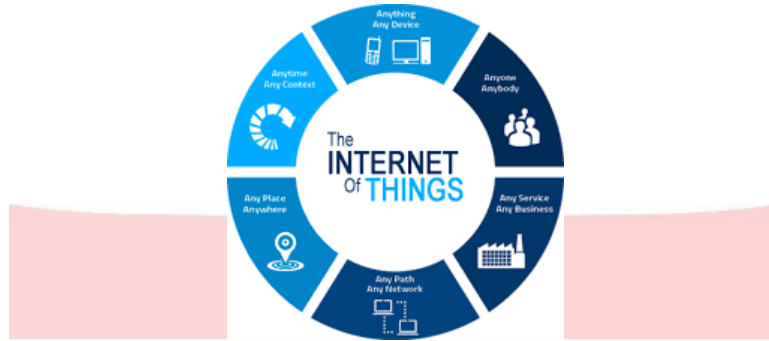 Anything
Any Device
Anyone
Anybody
Any Service
Any Business
Any Path
Any Network
Any Place
Anywhere
Anytime
Any Context
The
INTERNET
Of THINGS